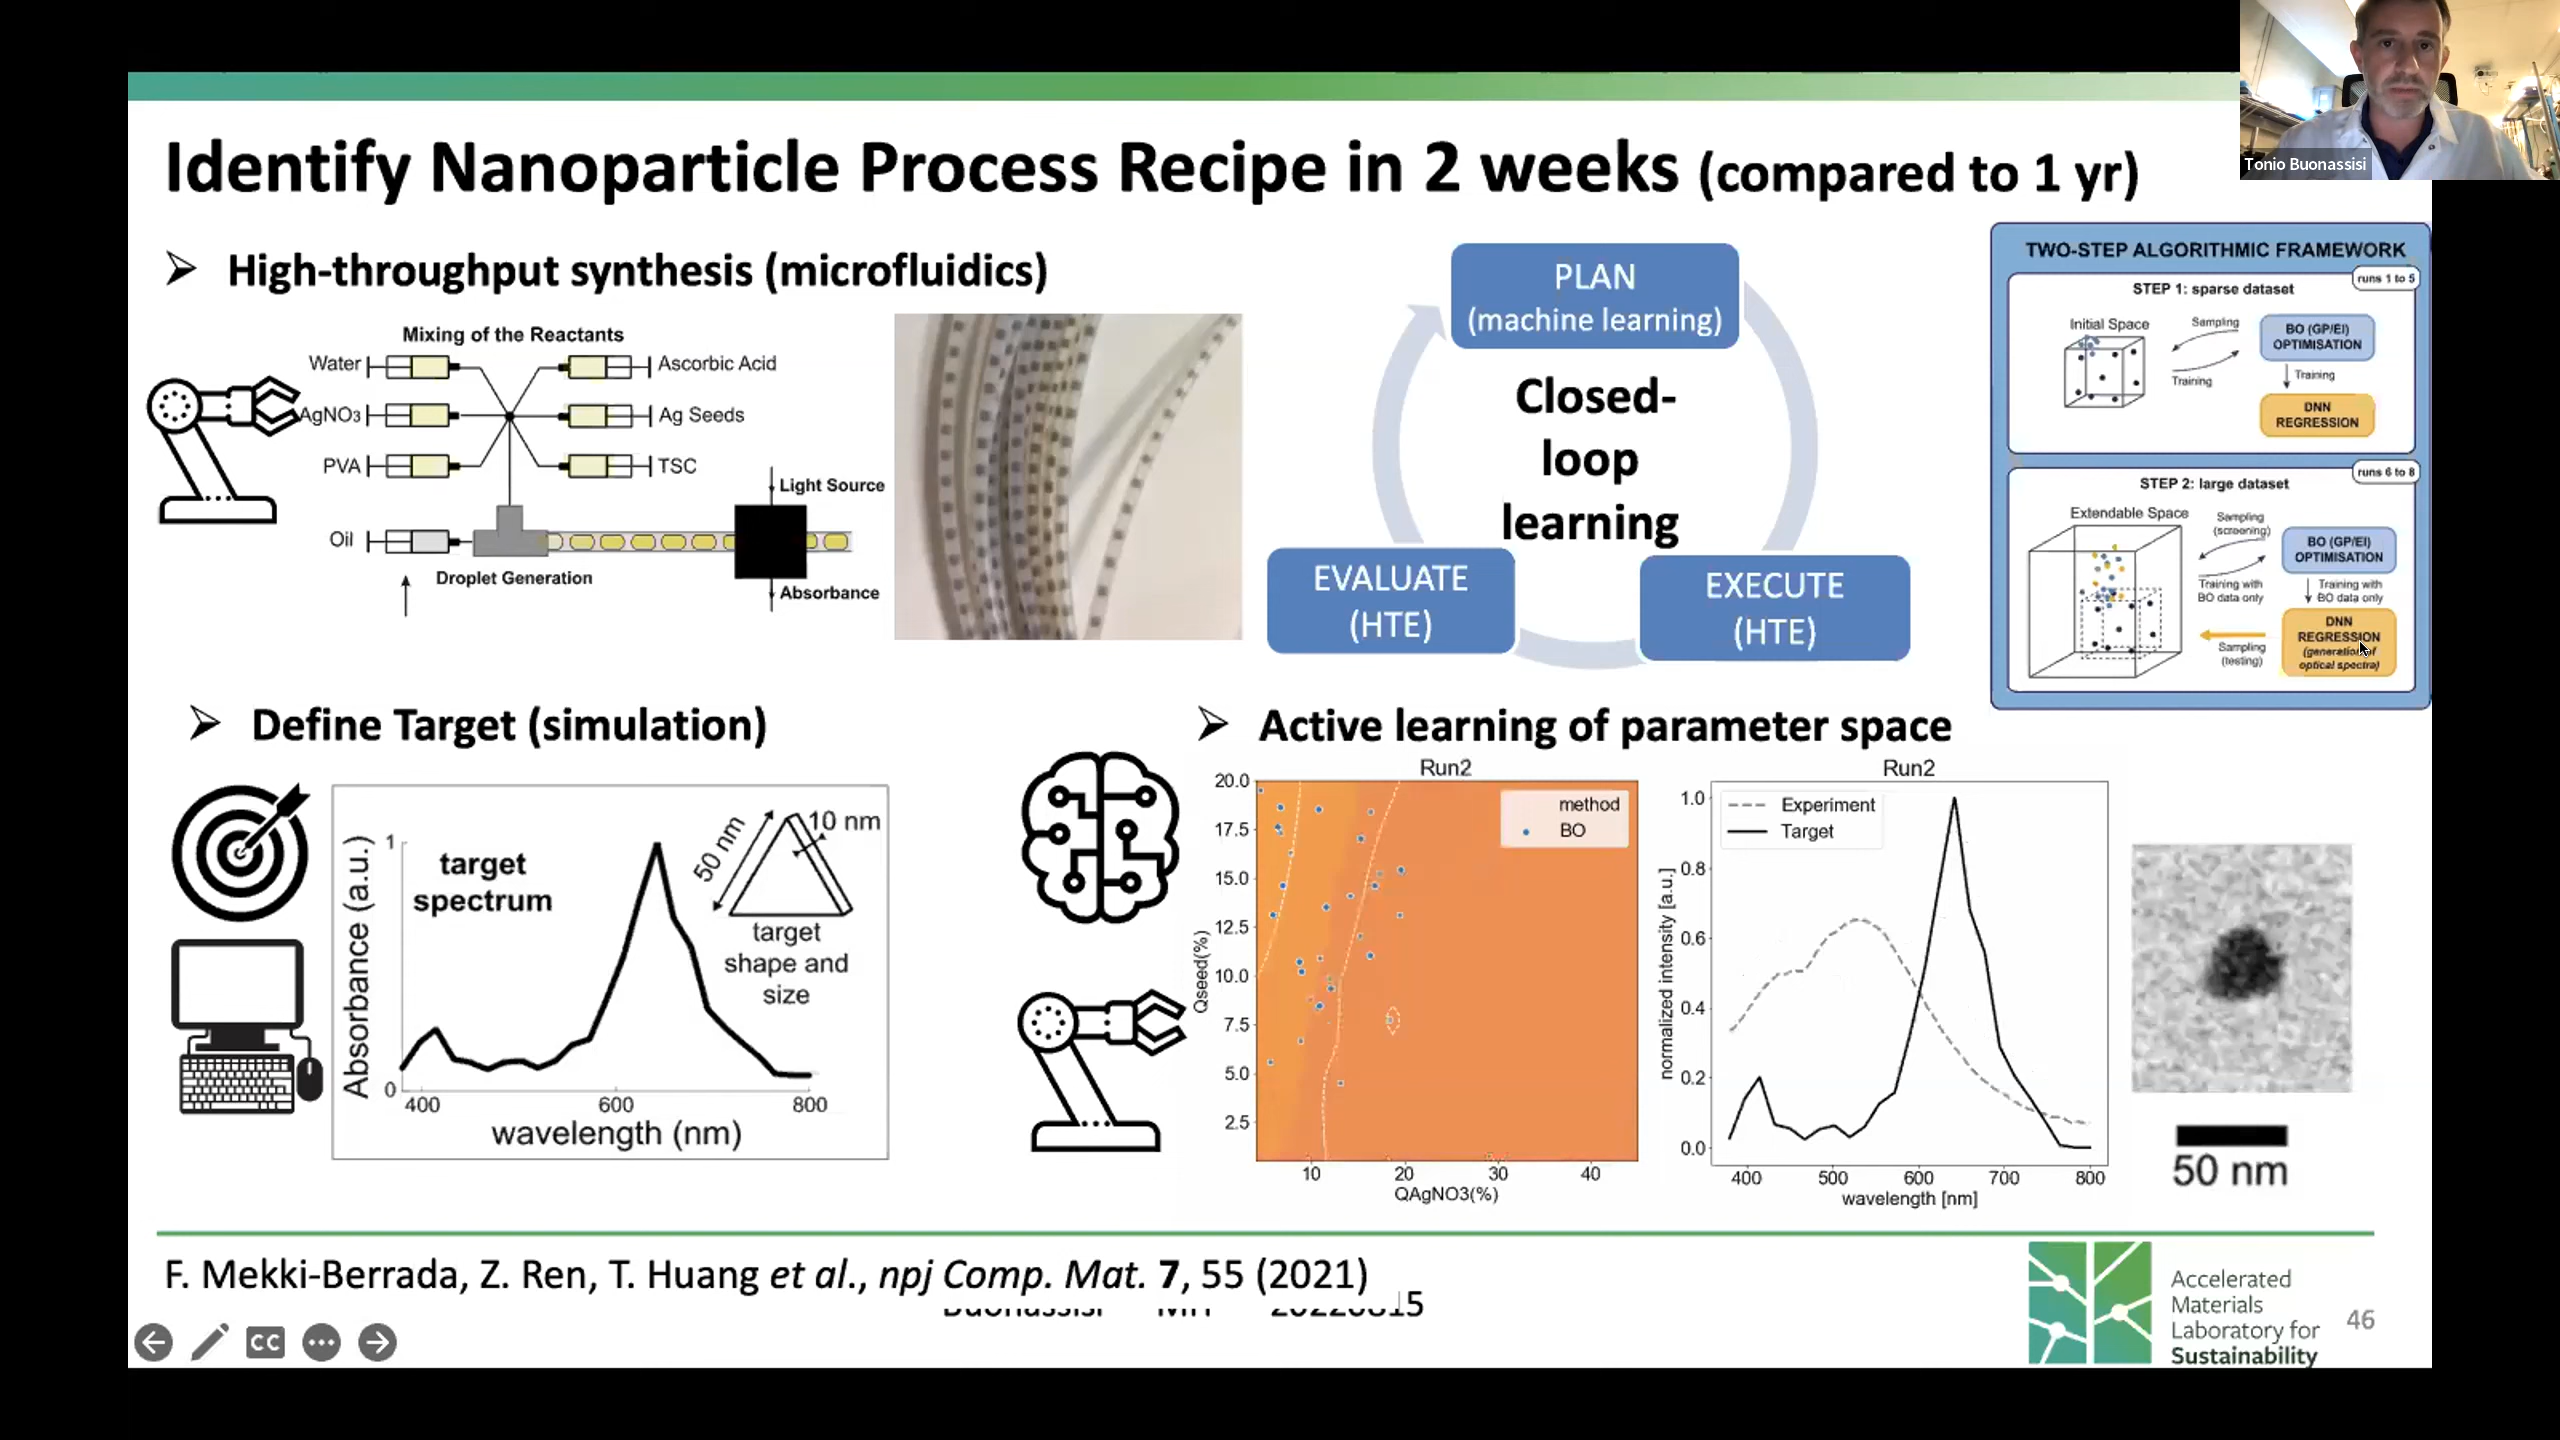 Tonio Buonassisi
Identify Nanoparticle Process Recipe in 2 weeks (compared to 1 yr)
High-throughput synthesis (microfluidics)
Mixing of the Reactants
Water
Ascorbic Acid
AgNO3
Ag Seeds
PVA
TSC
Light Source
Oil
Droplet Generation
Absorbance
PLAN
(machine learning)
Closed-
loop
learning
EVALUATE
(HTE)
EXECUTE
(HTE)
TWO-STEP ALGORITHMIC FRAMEWORK
runs 1 to 5
STEP 1: sparse dataset
Initial Space
Sampling
Training
BO (GP/EI)
OPTIMISATION
Training
DNN
REGRESSION
runs 6 to 8
STEP 2: large dataset
Extendable Space
Sampling
(screening)
BO (GP/EI)
OPTIMISATION
Training with
BO data only
Training with
BO data only
DNN
REGRESSION
(generation of
optical spectra)
Sampling
(testing)
Define Target (simulation)
Absorbance (a.u.)
1
0
target
spectrum
50 nm
10 nm
target
shape and
size
400 600 800
wavelength (nm)
Active learning of parameter space
Run2
method
BO
Qseed(%)
20.0
17.5
15.0
12.5
10.0
7.5
5.0
2.5
10 20 30 40
QAgNO3(%)
Run2
Experiment
Target
normalized intensity [a.u.]
1.0
0.8
0.6
0.4
0.2
0.0
400 500 600 700 800
wavelength [nm]
50 nm
F. Mekki-Berrada, Z. Ren, T. Huang et al., npj Comp. Mat. 7, 55 (2021)
Accelerated
Materials
Laboratory for
Sustainability
46
CC